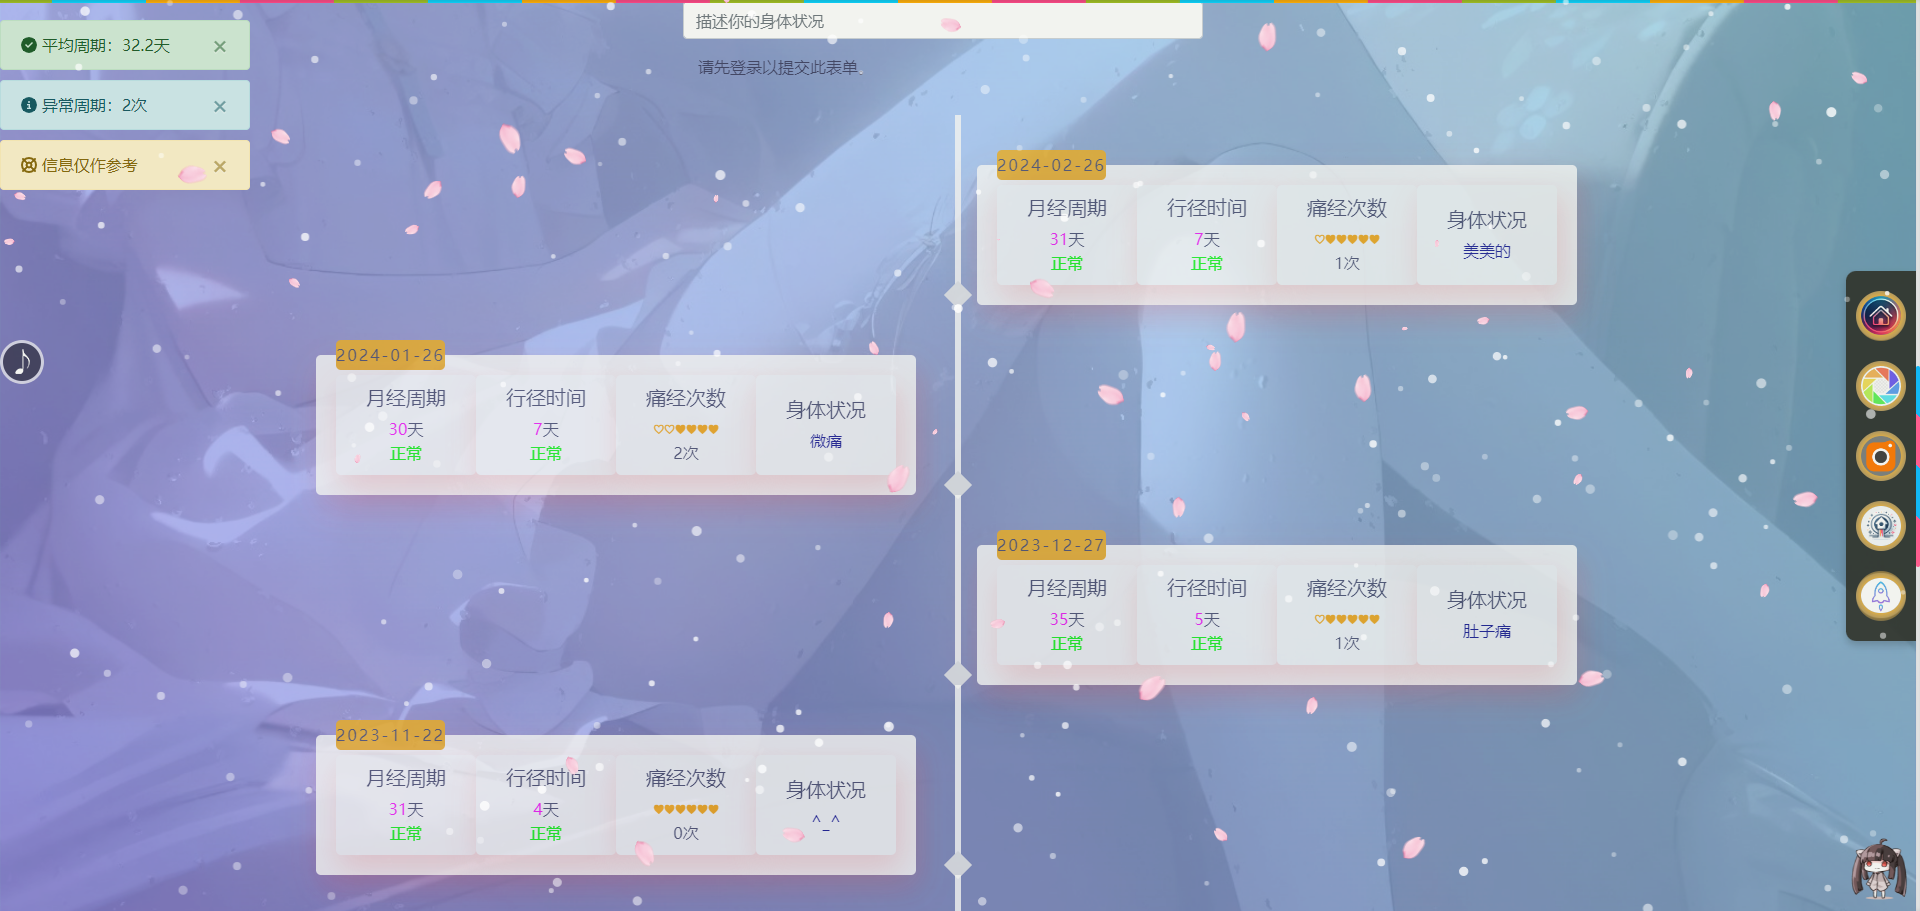 平均周期：32.2天
异常周期：2次
信息仅作参考
描述你的身体状况
请先登录以提交此表单。
2024-02-26
月经周期
31天
正常
行径时间
7天
正常
痛经次数
1次
身体状况
美美的
2024-01-26
月经周期
30天
正常
行径时间
7天
正常
痛经次数
2次
身体状况
微痛
2023-12-27
月经周期
35天
正常
行径时间
5天
正常
痛经次数
1次
身体状况
肚子痛
2023-11-22
月经周期
31天
正常
行径时间
4天
正常
痛经次数
0次
身体状况
^_^